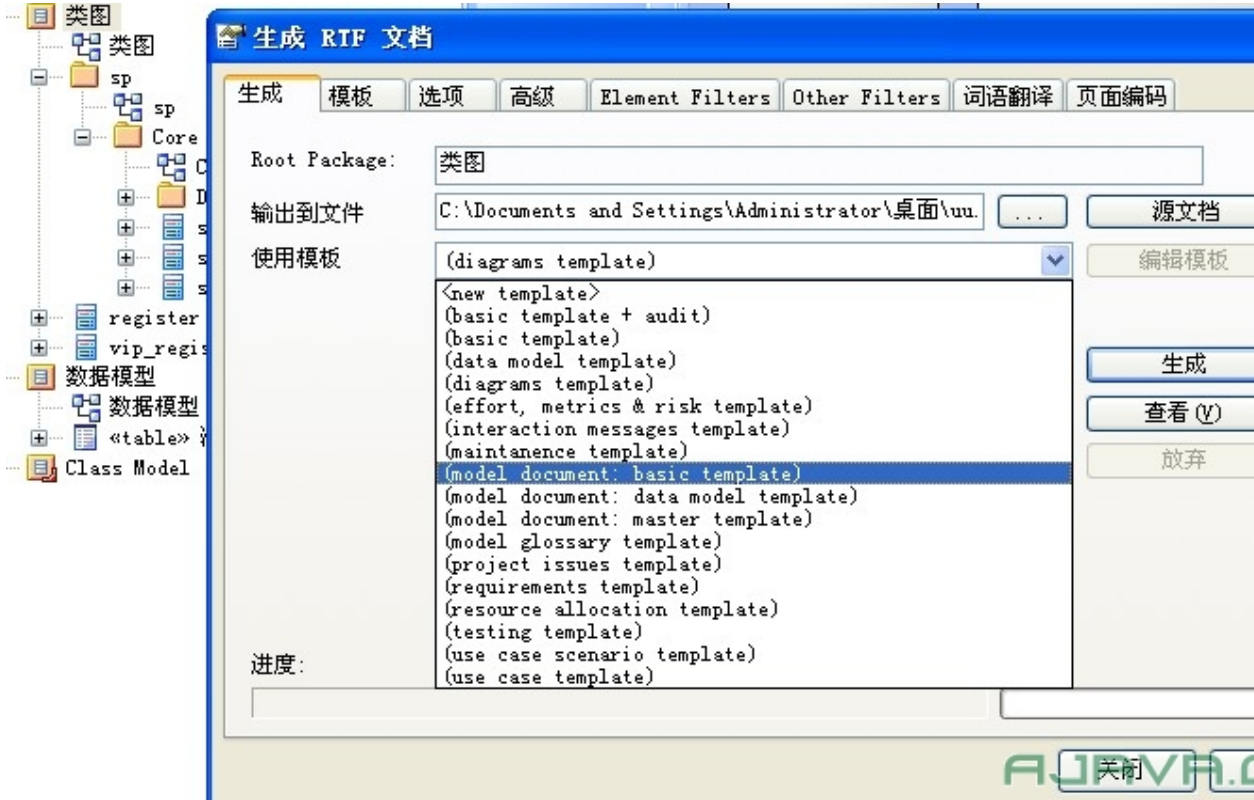 类图
类图
sp
sp
Core
register
vip_regis
数据模型
数据模型
«table»
Class Model
生成 RTF 文档
生成 模板 选项 高级 Element Filters Other Filters 词语翻译 页面编码
Root Package: 类图
输出到文件 C:\Documents and Settings\Administrator\桌面\uu. ... 源文档
使用模板 (diagrams template) 编辑模板
<new template>
(basic template + audit)
(basic template)
(data model template)
(diagrams template)
(effort, metrics & risk template)
(interaction messages template)
(maintanence template)
(model document: basic template)
(model document: data model template)
(model document: master template)
(model glossary template)
(project issues template)
(requirements template)
(resource allocation template)
(testing template)
(use case scenario template)
(use case template)
生成
查看(V)
放弃
进度:
关闭
AJAVA.